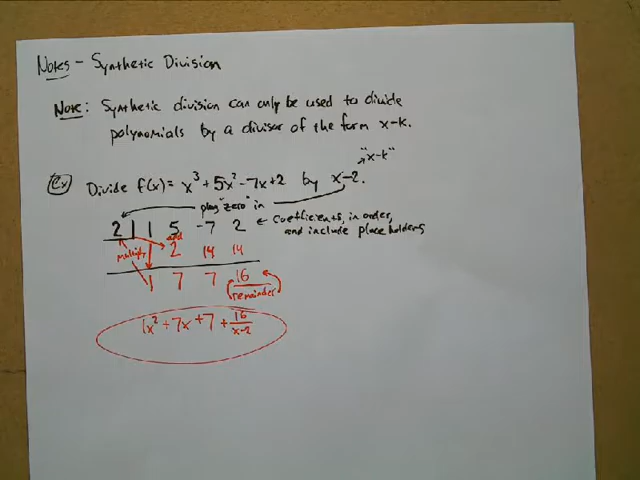 Notes - Synthetic Division
Note: Synthetic division can only be used to divide
polynomials by a divisor of the form x-k.
"x-k"
Ex Divide f(x) = x³ + 5x² - 7x + 2 by x-2.
plug "zero" in
2 | 1 5 -7 2 ← coefficients, in order,
and include place holders
add
multiply 2 14 14
1 7 7 16
remainder
1x² + 7x + 7 + 16/x-2